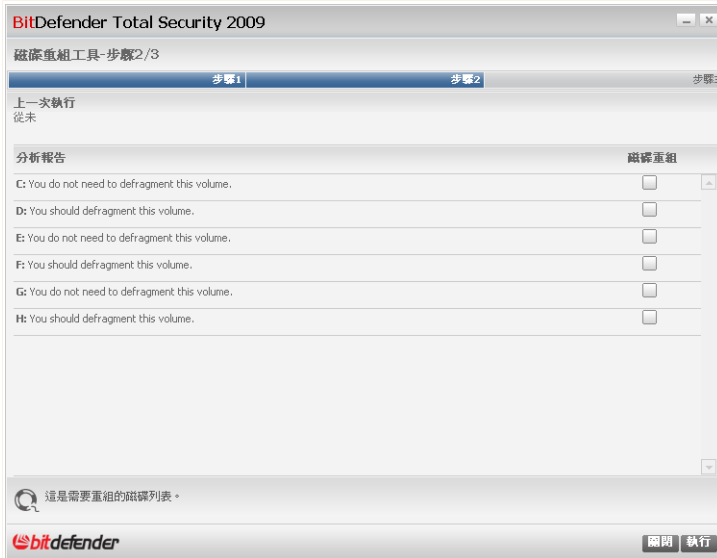 BitDefender Total Security 2009
磁碟重組工具-步驟2/3
步驟1 步驟2 步驟3
上一次執行
從未
分析報告 磁碟重組
C: You do not need to defragment this volume.
D: You should defragment this volume.
E: You do not need to defragment this volume.
F: You should defragment this volume.
G: You do not need to defragment this volume.
H: You should defragment this volume.
這是需要重組的磁碟列表。
bitdefender 關閉 執行